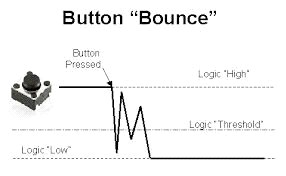 Button “Bounce”
Button
Pressed
Logic “High”
Logic “Threshold”
Logic “Low”